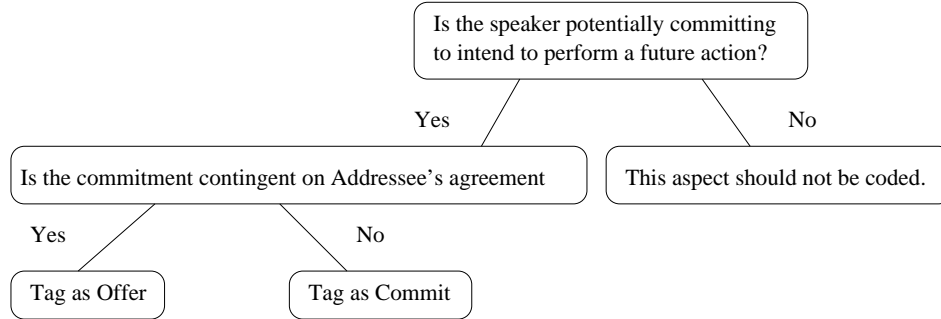 Is the speaker potentially committing
to intend to perform a future action?
Yes
No
Is the commitment contingent on Addressee's agreement
This aspect should not be coded.
Yes
No
Tag as Offer
Tag as Commit